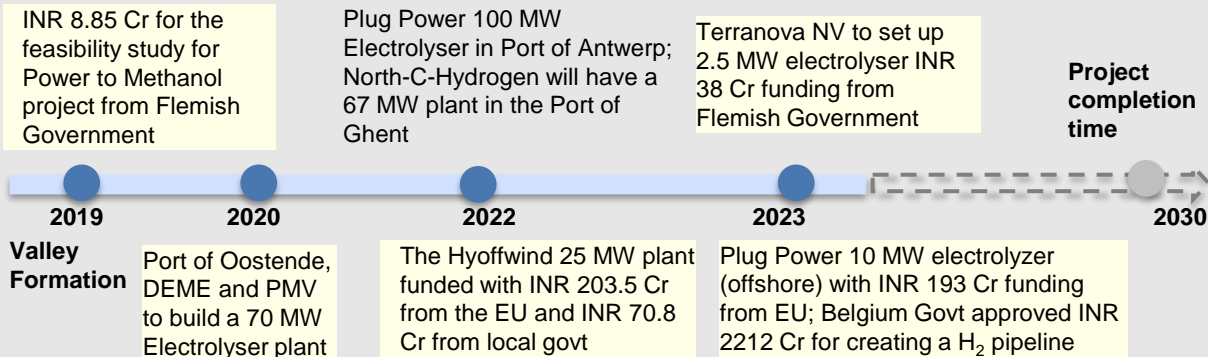 INR 8.85 Cr for the
feasibility study for
Power to Methanol
project from Flemish
Government
Plug Power 100 MW
Electrolyser in Port of Antwerp;
North-C-Hydrogen will have a
67 MW plant in the Port of
Ghent
Terranova NV to set up
2.5 MW electrolyser INR
38 Cr funding from
Flemish Government
Project
completion
time
2019
2020
2022
2023
2030
Valley
Formation
Port of Oostende,
DEME and PMV
to build a 70 MW
Electrolyser plant
The Hyoffwind 25 MW plant
funded with INR 203.5 Cr
from the EU and INR 70.8
Cr from local govt
Plug Power 10 MW electrolyzer
(offshore) with INR 193 Cr funding
from EU; Belgium Govt approved INR
2212 Cr for creating a H₂ pipeline